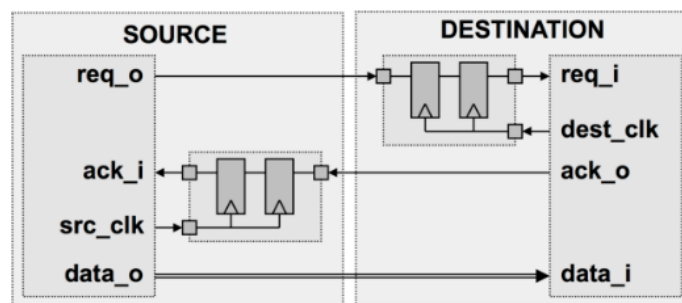 SOURCE
DESTINATION
req_o
req_i
dest_clk
ack_i
ack_o
src_clk
data_o
data_i